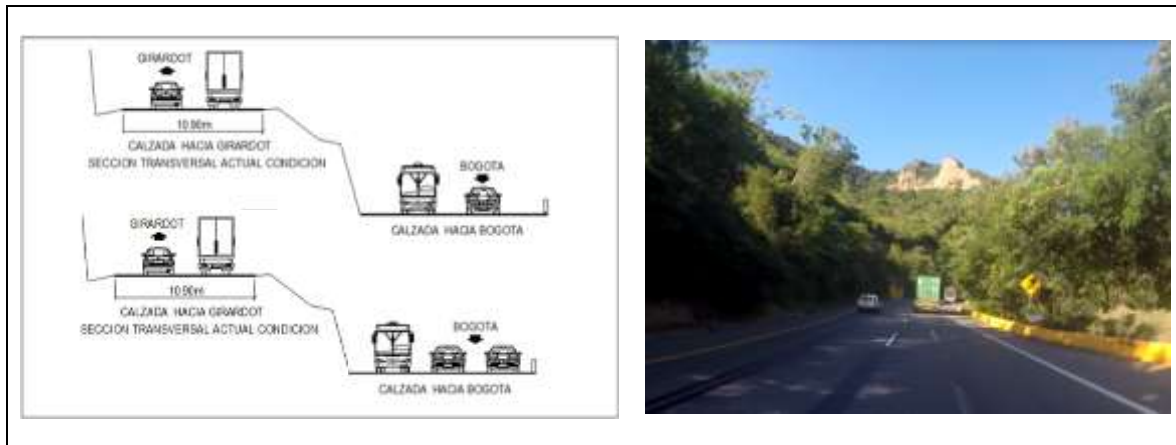 GIRARDOT
10.90m
CALZADA HACIA GIRARDOT
SECCION TRANSVERSAL ACTUAL CONDICION
BOGOTA
CALZADA HACIA BOGOTA
GIRARDOT
10.90m
CALZADA HACIA GIRARDOT
SECCION TRANSVERSAL ACTUAL CONDICION
BOGOTA
CALZADA HACIA BOGOTA